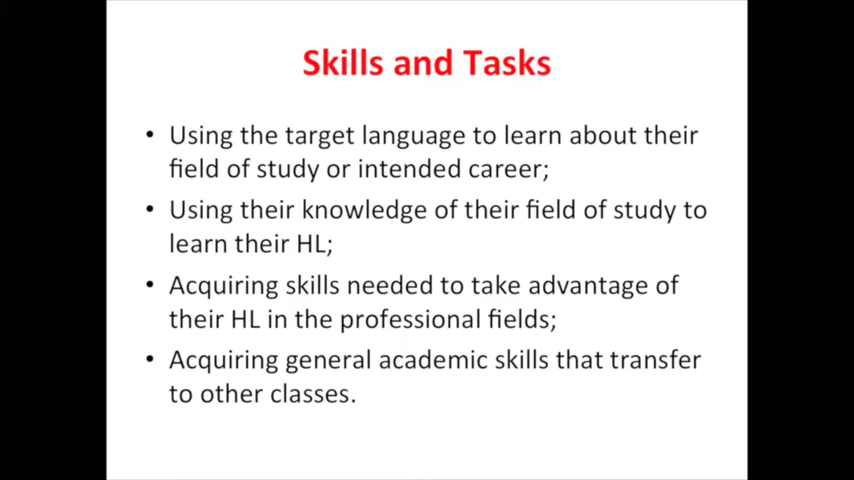 Skills and Tasks
• Using the target language to learn about their
field of study or intended career;
• Using their knowledge of their field of study to
learn their HL;
• Acquiring skills needed to take advantage of
their HL in the professional fields;
• Acquiring general academic skills that transfer
to other classes.